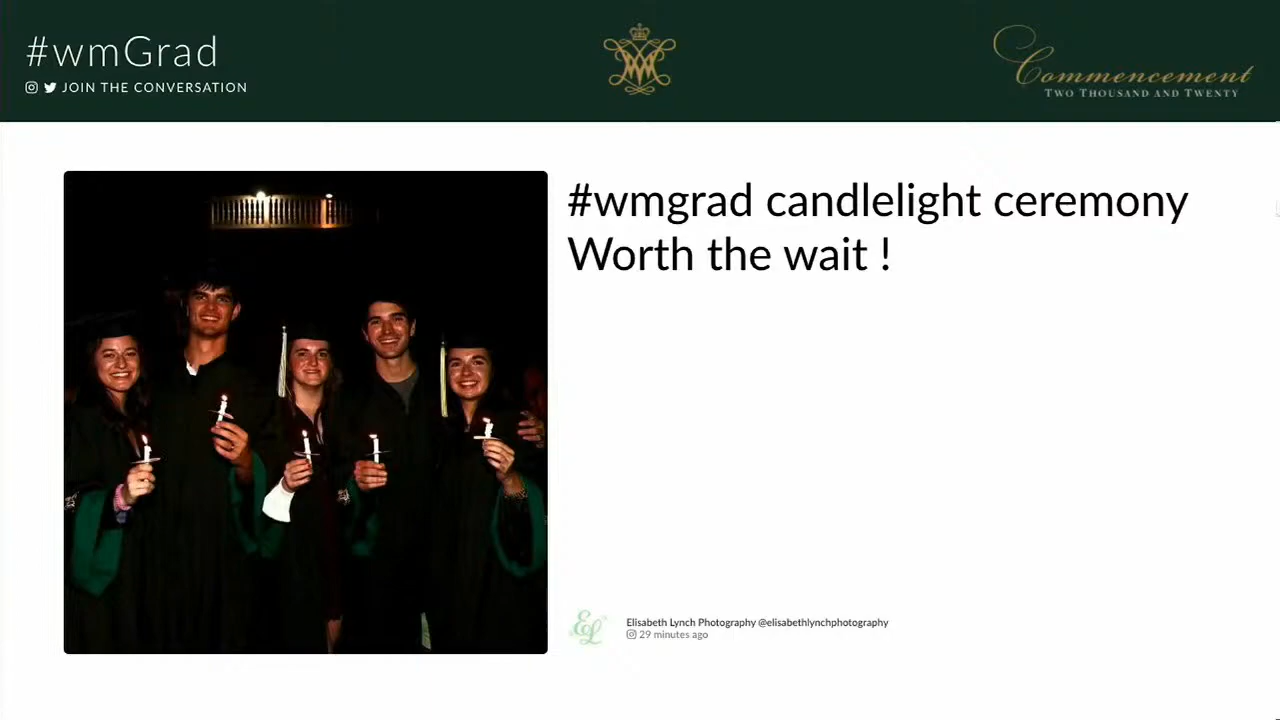 #wmGrad
JOIN THE CONVERSATION
Commencement
TWO THOUSAND AND TWENTY
#wmgrad candlelight ceremony
Worth the wait !
EL
Elisabeth Lynch Photography @elisabethlynchphotography
29 minutes ago